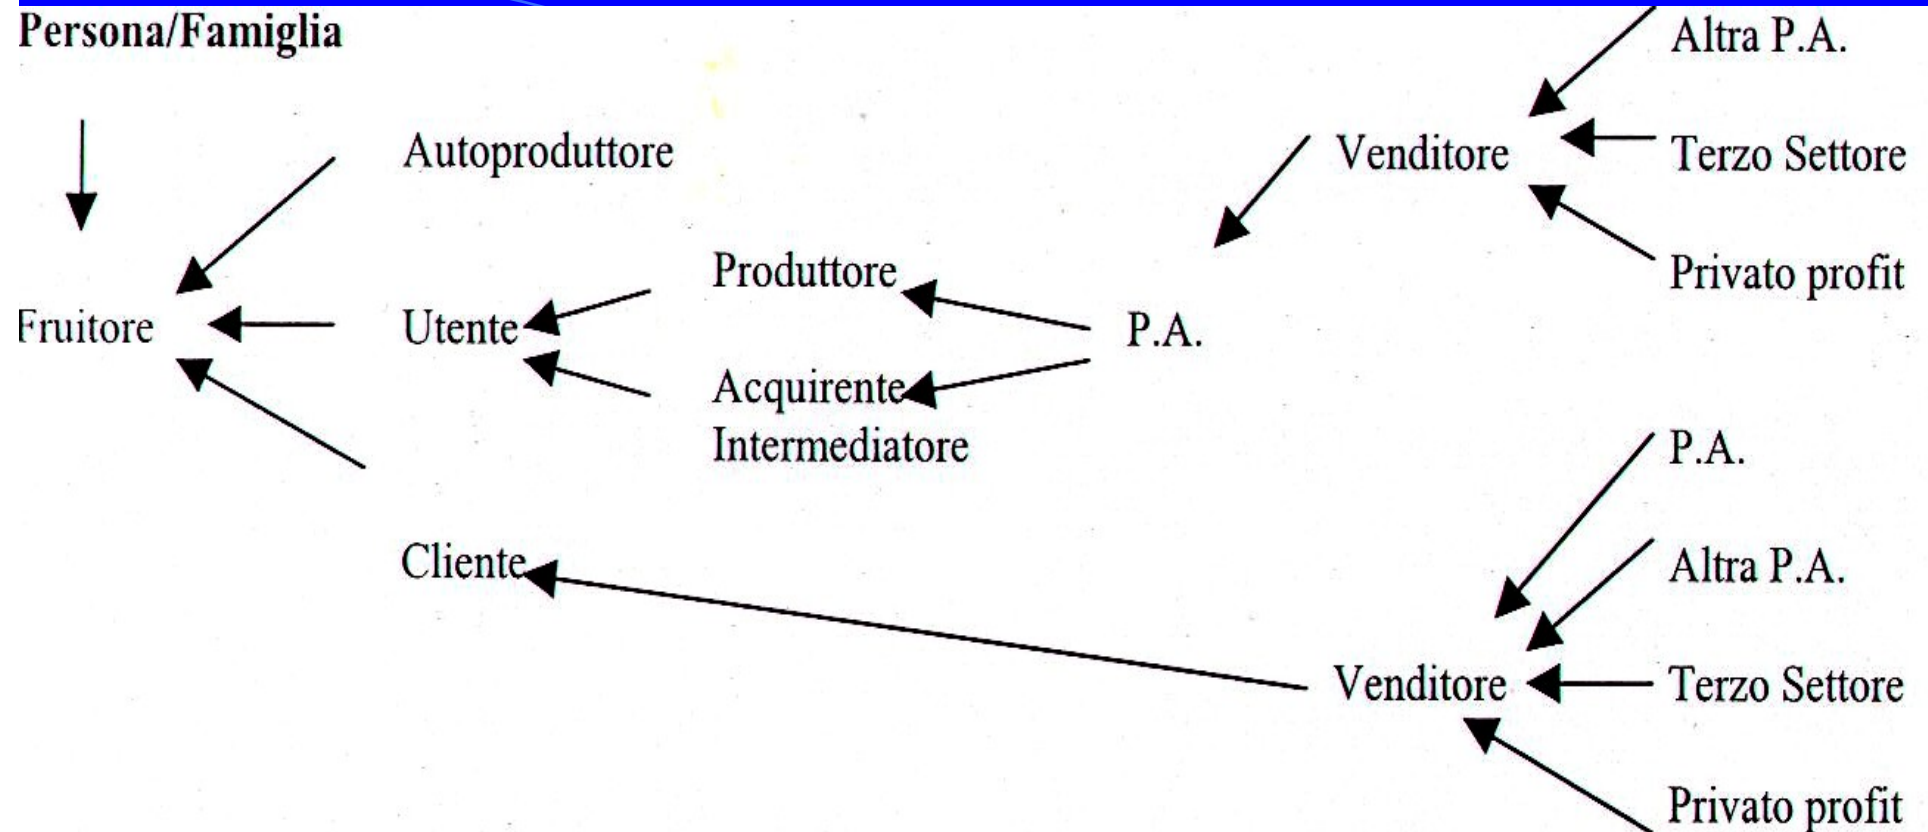 Persona/Famiglia
Altra P.A.
Autoproduttore
Venditore
Terzo Settore
Produttore
Privato profit
Fruitore
Utente
P.A.
Acquirente
Intermediatore
P.A.
Cliente
Altra P.A.
Venditore
Terzo Settore
Privato profit